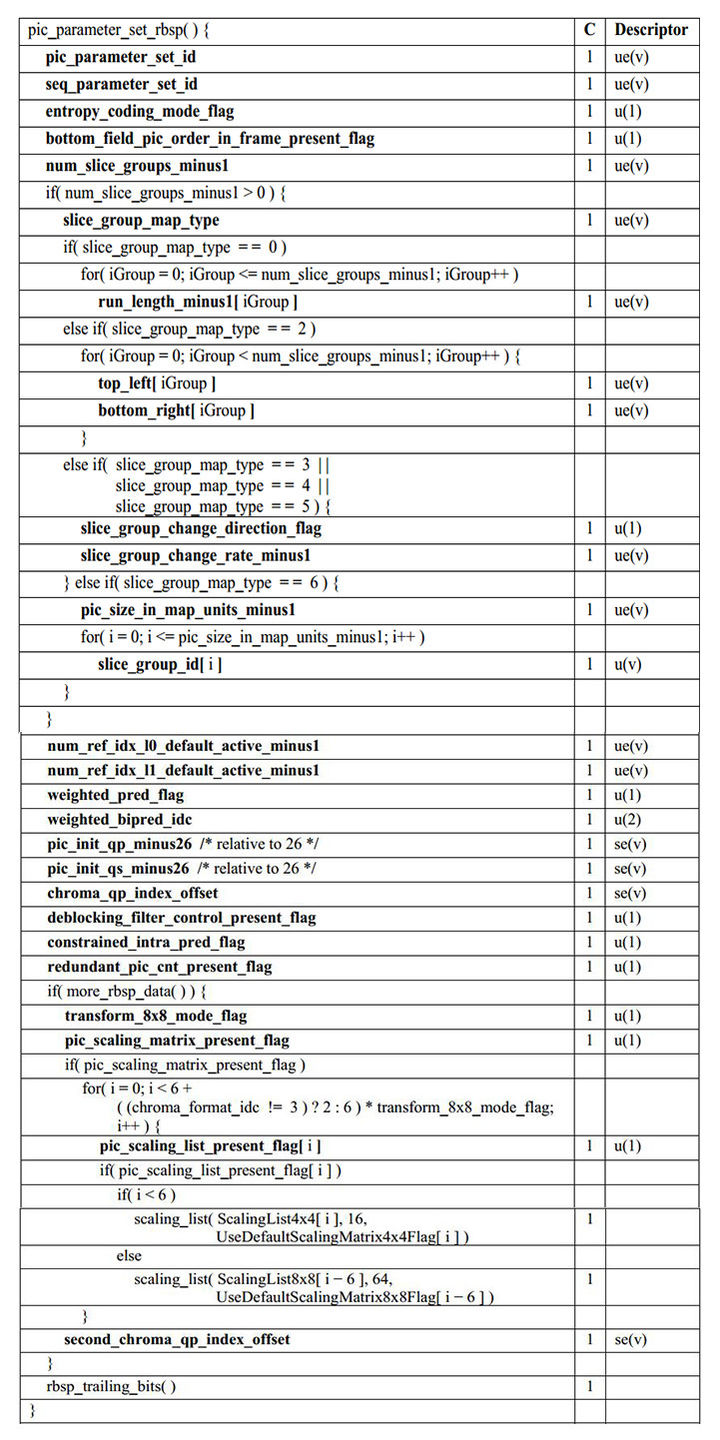 pic_parameter_set_rbsp( ) { C Descriptor
pic_parameter_set_id 1 ue(v)
seq_parameter_set_id 1 ue(v)
entropy_coding_mode_flag 1 u(1)
bottom_field_pic_order_in_frame_present_flag 1 u(1)
num_slice_groups_minus1 1 ue(v)
if( num_slice_groups_minus1 > 0 ) {
slice_group_map_type 1 ue(v)
if( slice_group_map_type = = 0 )
for( iGroup = 0; iGroup <= num_slice_groups_minus1; iGroup++ )
run_length_minus1[ iGroup ] 1 ue(v)
else if( slice_group_map_type = = 2 )
for( iGroup = 0; iGroup < num_slice_groups_minus1; iGroup++ ) {
top_left[ iGroup ] 1 ue(v)
bottom_right[ iGroup ] 1 ue(v)
}
else if( slice_group_map_type = = 3 | |
slice_group_map_type = = 4 | |
slice_group_map_type = = 5 ) {
slice_group_change_direction_flag 1 u(1)
slice_group_change_rate_minus1 1 ue(v)
} else if( slice_group_map_type = = 6 ) {
pic_size_in_map_units_minus1 1 ue(v)
for( i = 0; i <= pic_size_in_map_units_minus1; i++ )
slice_group_id[ i ] 1 u(v)
}
}
num_ref_idx_l0_default_active_minus1 1 ue(v)
num_ref_idx_l1_default_active_minus1 1 ue(v)
weighted_pred_flag 1 u(1)
weighted_bipred_idc 1 u(2)
pic_init_qp_minus26 /* relative to 26 */ 1 se(v)
pic_init_qs_minus26 /* relative to 26 */ 1 se(v)
chroma_qp_index_offset 1 se(v)
deblocking_filter_control_present_flag 1 u(1)
constrained_intra_pred_flag 1 u(1)
redundant_pic_cnt_present_flag 1 u(1)
if( more_rbsp_data( ) ) {
transform_8x8_mode_flag 1 u(1)
pic_scaling_matrix_present_flag 1 u(1)
if( pic_scaling_matrix_present_flag )
for( i = 0; i < 6 +
( (chroma_format_idc != 3 ) ? 2 : 6 ) * transform_8x8_mode_flag;
i++ ) {
pic_scaling_list_present_flag[ i ] 1 u(1)
if( pic_scaling_list_present_flag[ i ] )
if( i < 6 )
scaling_list( ScalingList4x4[ i ], 16, 1
UseDefaultScalingMatrix4x4Flag[ i ] )
else
scaling_list( ScalingList8x8[ i − 6 ], 64, 1
UseDefaultScalingMatrix8x8Flag[ i − 6 ] )
}
second_chroma_qp_index_offset 1 se(v)
}
rbsp_trailing_bits( ) 1
}